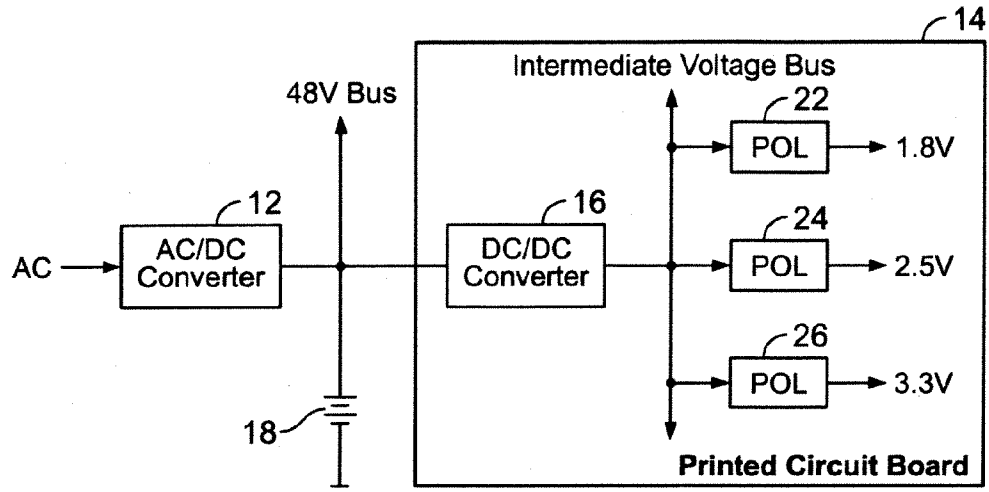 14
Intermediate Voltage Bus
48V Bus
22
POL
1.8V
12
16
24
AC
AC/DC
Converter
DC/DC
Converter
POL
2.5V
26
POL
3.3V
18
Printed Circuit Board